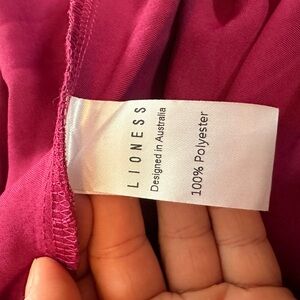 LIONESS
Designed in Australia
100% Polyester